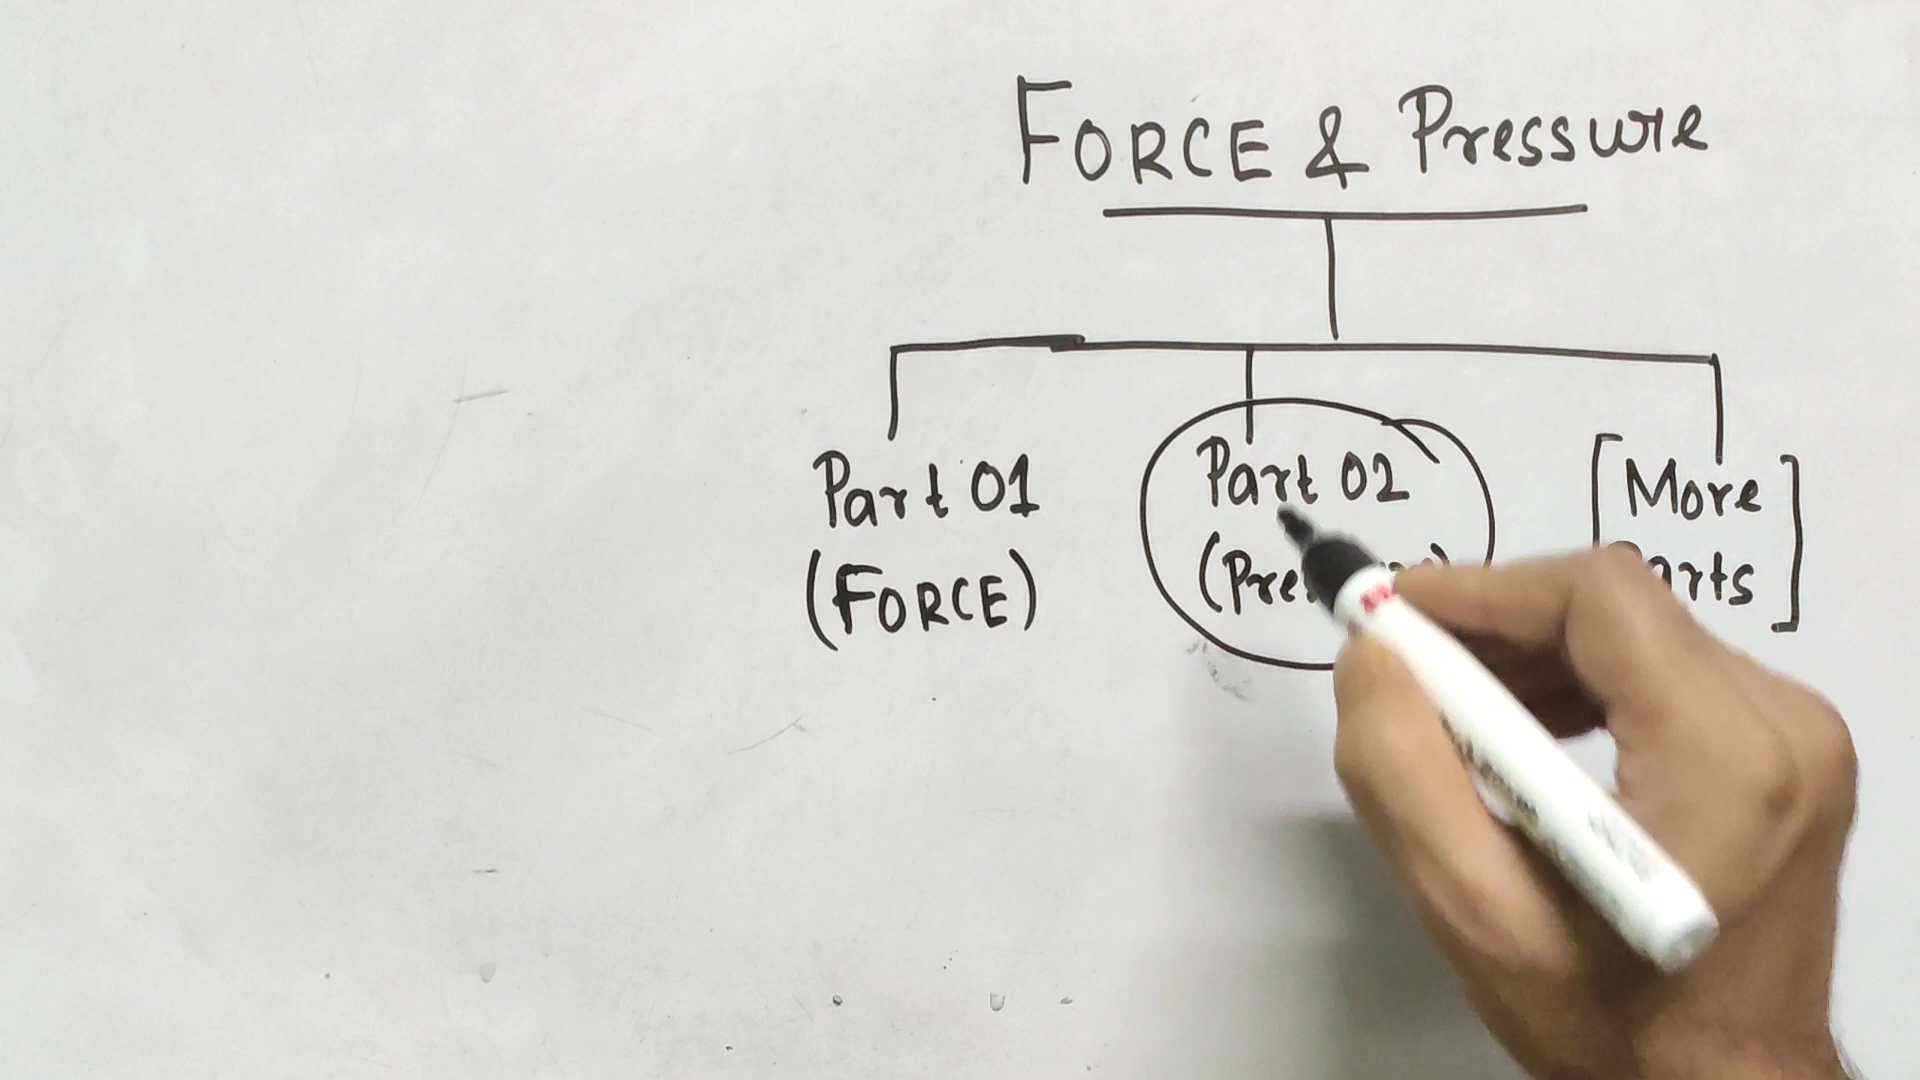 FORCE & Pressure
Part 01
(FORCE)
Part 02
[More
]